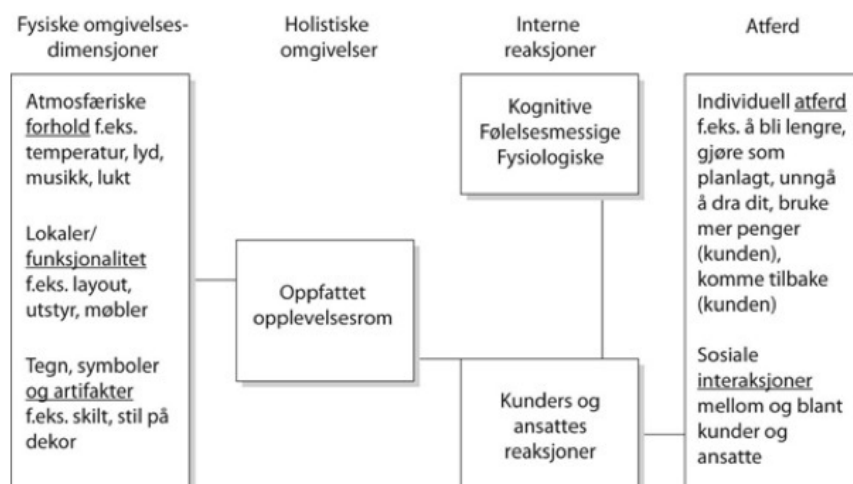 Fysiske omgivelses-
dimensjoner
Atmosfæriske
forhold f.eks.
temperatur, lyd,
musikk, lukt
Lokaler/
funksjonalitet
f.eks. layout,
utstyr, møbler
Tegn, symboler
og artifakter
f.eks. skilt, stil på
dekor
Holistiske
omgivelser
Oppfattet
opplevelsesrom
Interne
reaksjoner
Kognitive
Følelsesmessige
Fysiologiske
Kunders og
ansattes
reaksjoner
Atferd
Individuell atferd
f.eks. å bli lengre,
gjøre som
planlagt, unngå
å dra dit, bruke
mer penger
(kunden),
komme tilbake
(kunden)
Sosiale
interaksjoner
mellom og blant
kunder og
ansatte